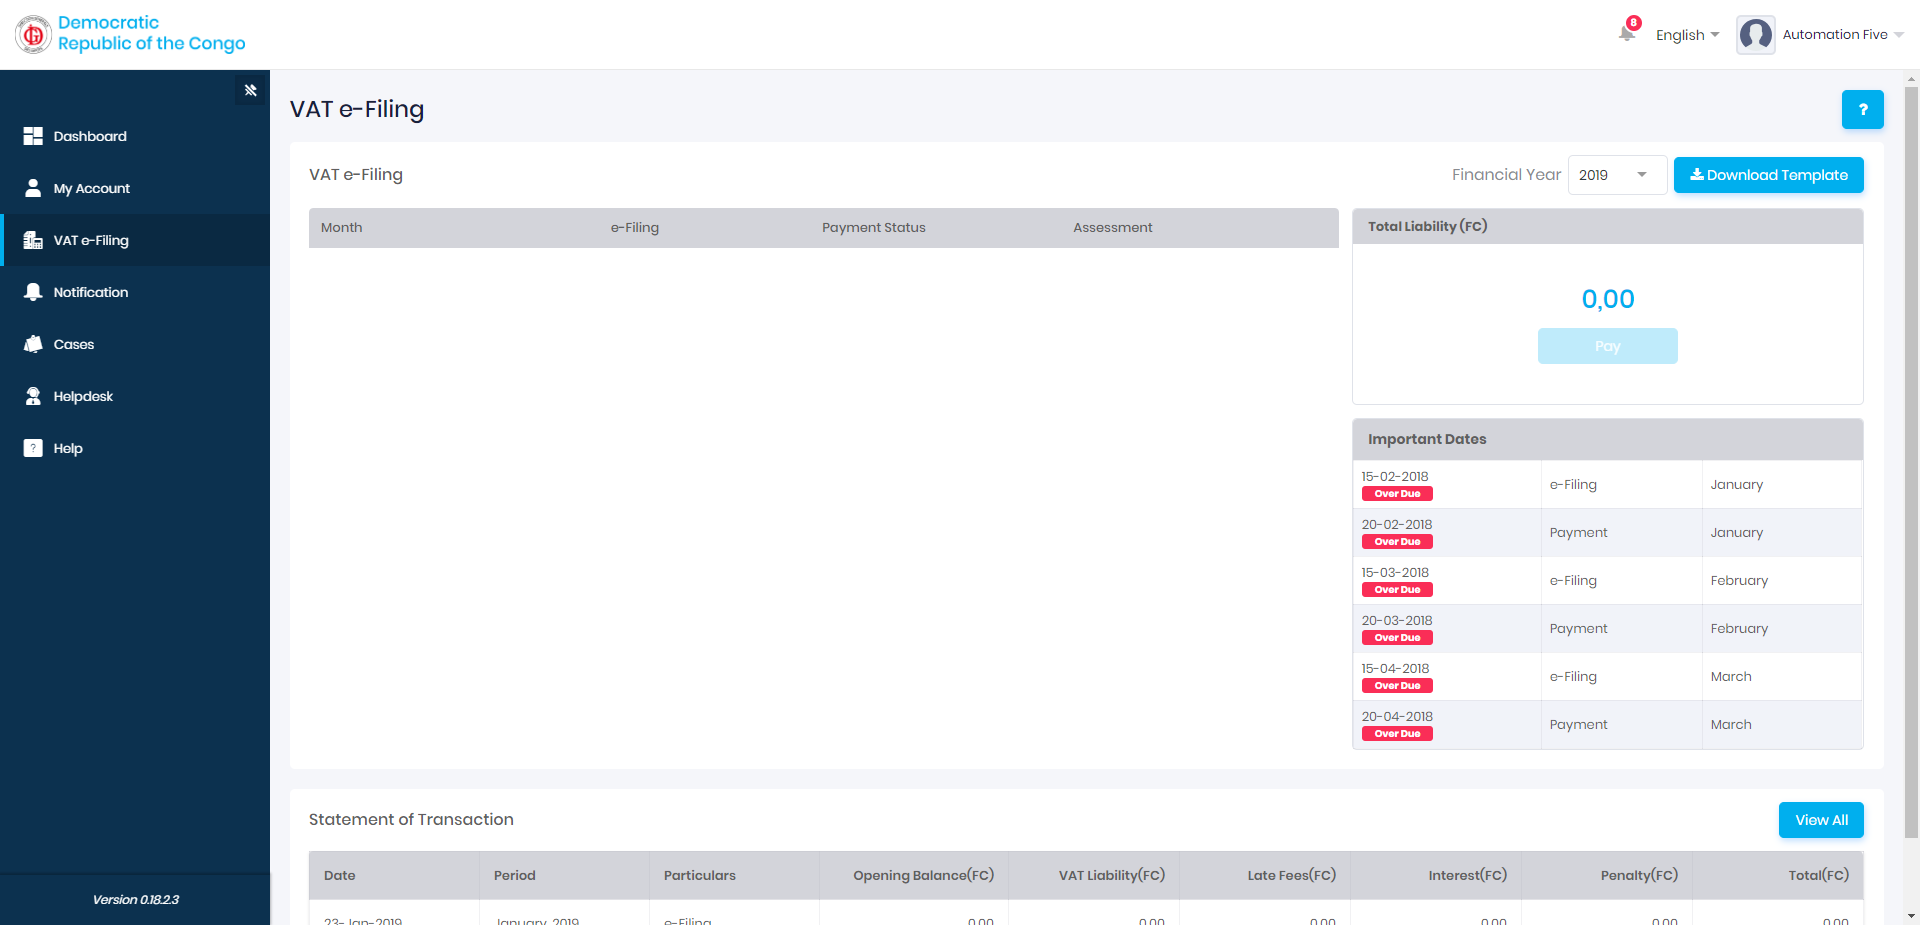 Democratic
Republic of the Congo
8
English
Automation Five
Dashboard
My Account
VAT e-Filing
Notification
Cases
Helpdesk
? Help
Version 0.18.2.3
VAT e-Filing
?
VAT e-Filing
Financial Year 2019 Download Template
Month e-Filing Payment Status Assessment
Total Liability (FC)
0,00
Pay
Important Dates
15-02-2018
Over Due
e-Filing January
20-02-2018
Over Due
Payment January
15-03-2018
Over Due
e-Filing February
20-03-2018
Over Due
Payment February
15-04-2018
Over Due
e-Filing March
20-04-2018
Over Due
Payment March
Statement of Transaction
View All
Date Period Particulars Opening Balance(FC) VAT Liability(FC) Late Fees(FC) Interest(FC) Penalty(FC) Total(FC)
23-Jan-2019 January, 2019 e-Filing 0,00 0,00 0,00 0,00 0,00 0,00